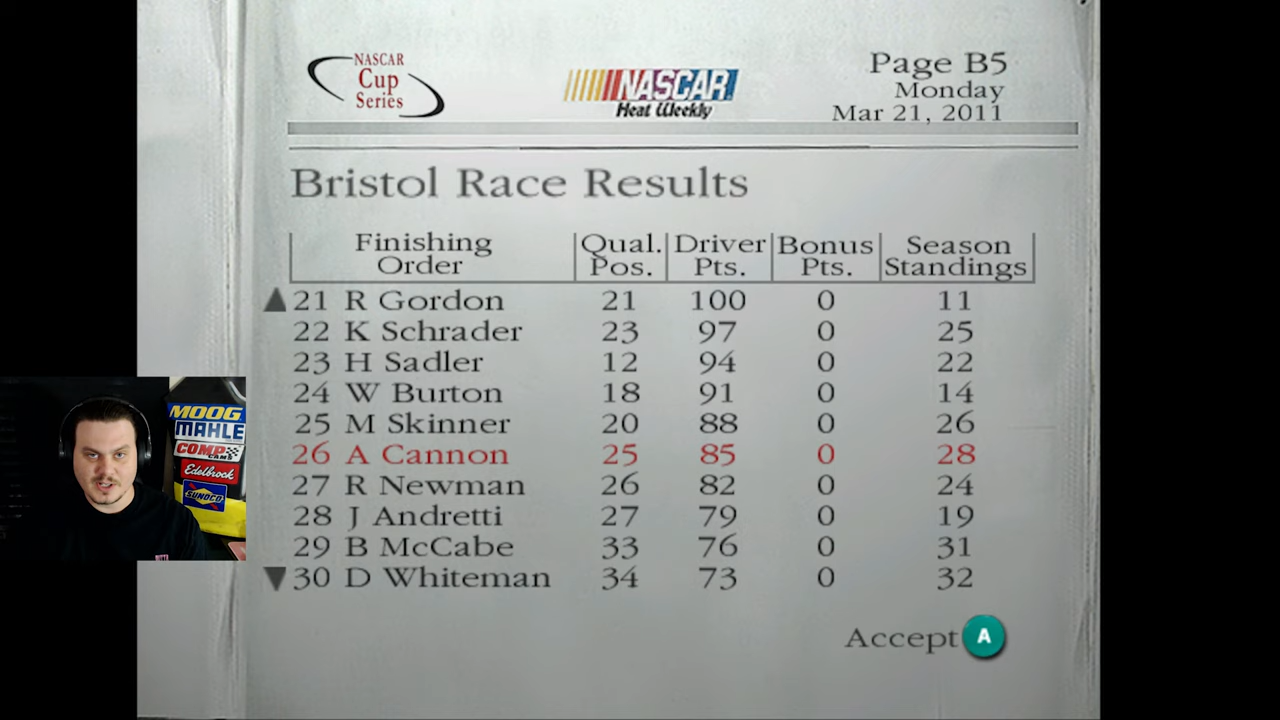 NASCAR
Cup
Series
NASCAR
Heat Weekly
Page B5
Monday
Mar 21, 2011
Bristol Race Results
Finishing Order Qual. Pos. Driver Pts. Bonus Pts. Season Standings
21 R Gordon 21 100 0 11
22 K Schrader 23 97 0 25
23 H Sadler 12 94 0 22
24 W Burton 18 91 0 14
25 M Skinner 20 88 0 26
26 A Cannon 25 85 0 28
27 R Newman 26 82 0 24
28 J Andretti 27 79 0 19
29 B McCabe 33 76 0 31
30 D Whiteman 34 73 0 32
Accept A
MOOG
MAHLE
COMP
CAMS
Edelbrock
SUNOCO